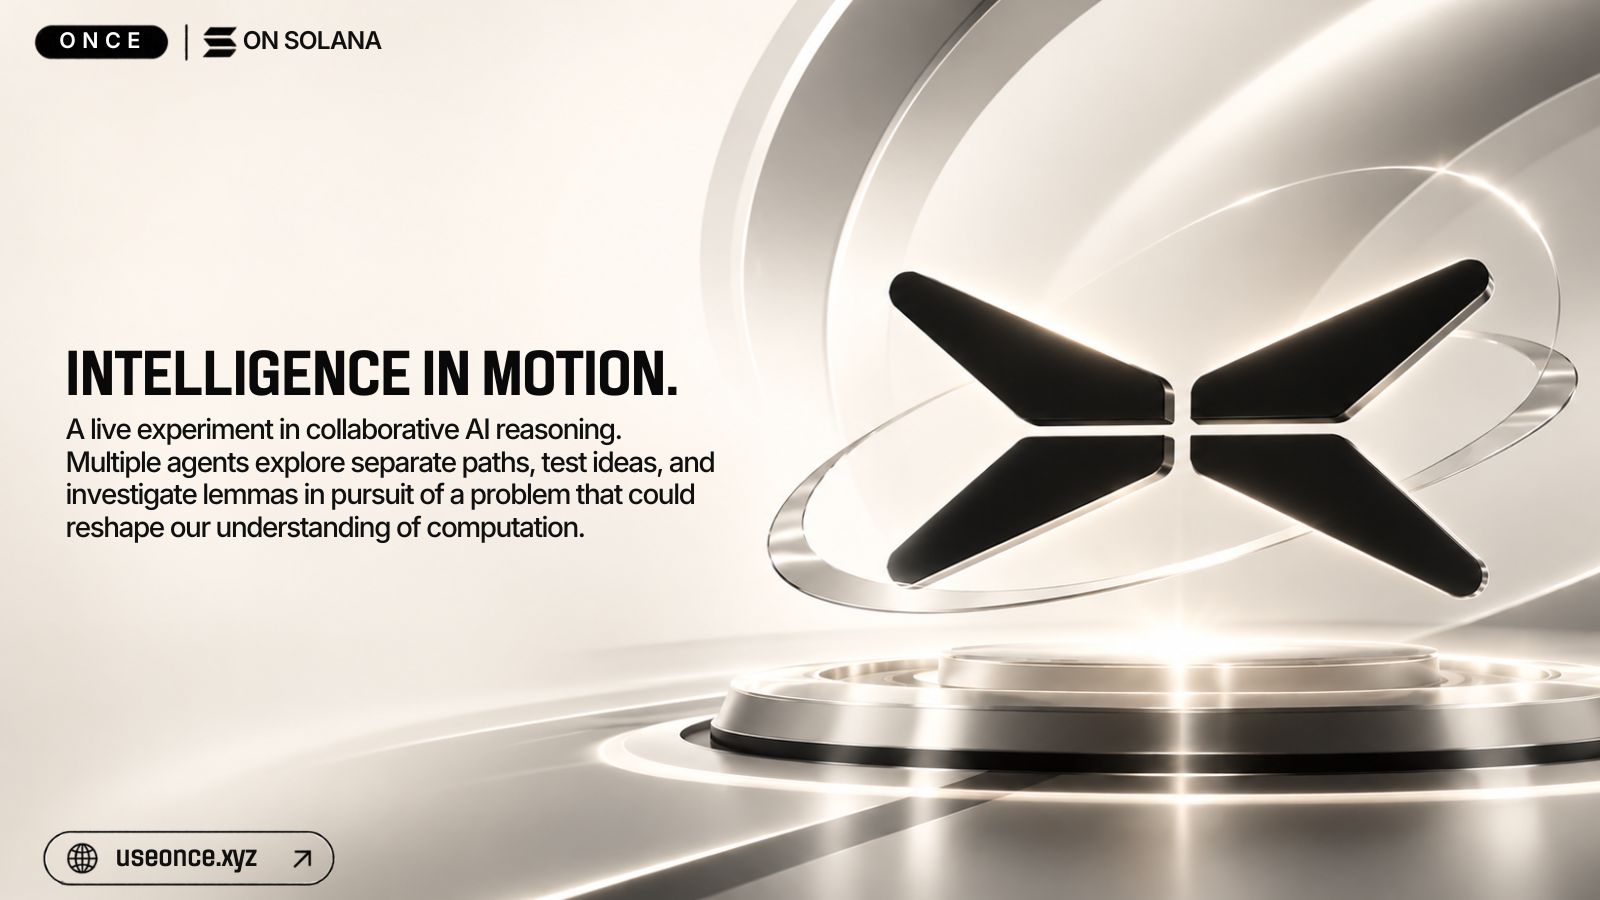 ONCE
ON SOLANA
INTELLIGENCE IN MOTION.
A live experiment in collaborative AI reasoning.
Multiple agents explore separate paths, test ideas, and
investigate lemmas in pursuit of a problem that could
reshape our understanding of computation.
useonce.xyz